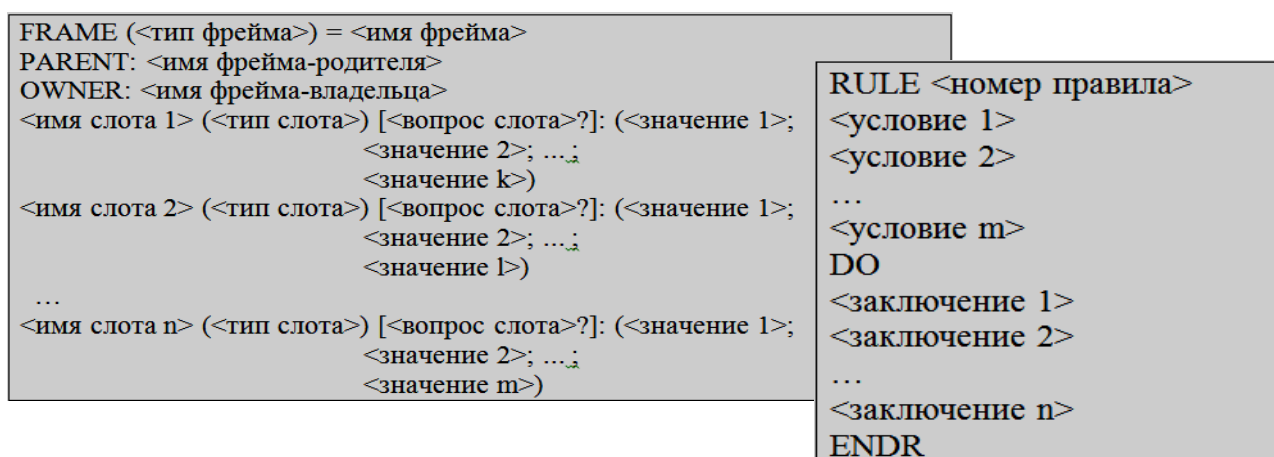 FRAME (<тип фрейма>) = <имя фрейма>
PARENT: <имя фрейма-родителя>
OWNER: <имя фрейма-владельца>
<имя слота 1> (<тип слота>) [<вопрос слота>?]: (<значение 1>;
<значение 2>; ... ;
<значение k>)
<имя слота 2> (<тип слота>) [<вопрос слота>?]: (<значение 1>;
<значение 2>; ... ;
<значение l>)
...
<имя слота n> (<тип слота>) [<вопрос слота>?]: (<значение 1>;
<значение 2>; ... ;
<значение m>)
RULE <номер правила>
<условие 1>
<условие 2>
...
<условие m>
DO
<заключение 1>
<заключение 2>
...
<заключение n>
ENDR